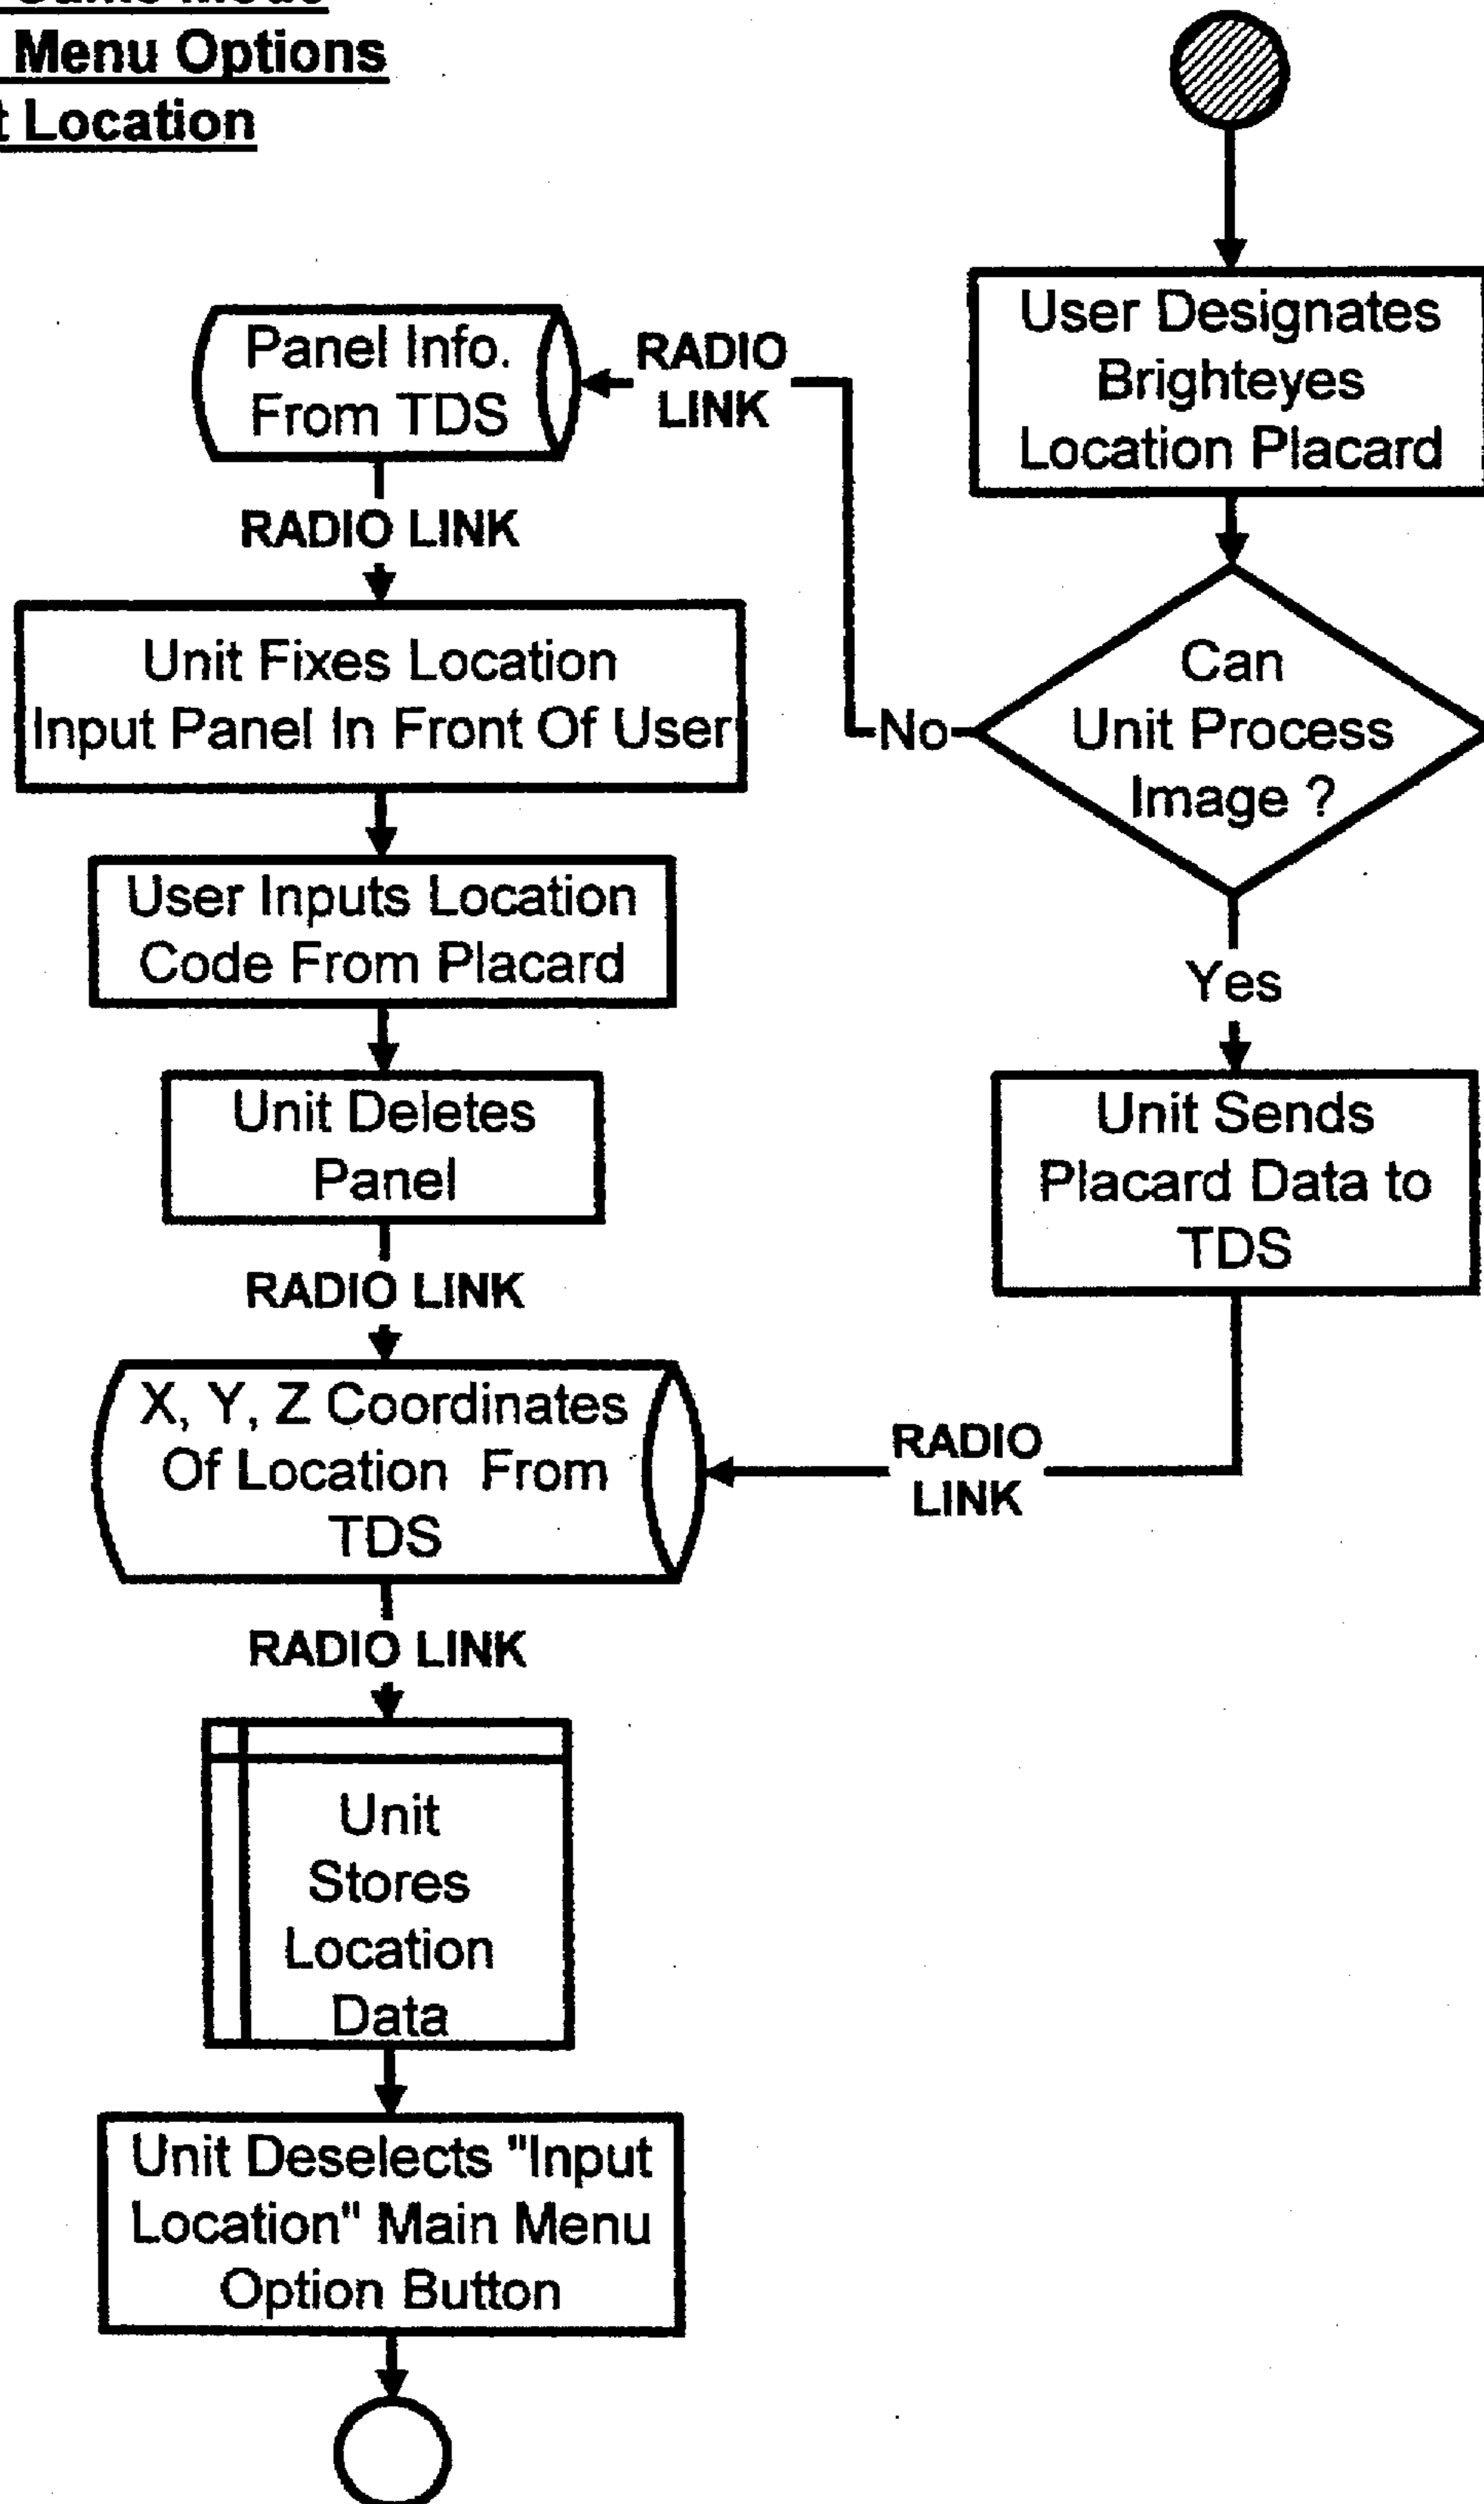 Menu Options
Location
User Designates
Brighteyes
Location Placard
Can
Unit Process
Image ?
No
Yes
RADIO
LINK
Panel Info.
From TDS
RADIO LINK
Unit Fixes Location
Input Panel In Front Of User
User Inputs Location
Code From Placard
Unit Deletes
Panel
RADIO LINK
Unit Sends
Placard Data to
TDS
RADIO
LINK
X, Y, Z Coordinates
Of Location From
TDS
RADIO LINK
Unit
Stores
Location
Data
Unit Deselects "Input
Location" Main Menu
Option Button